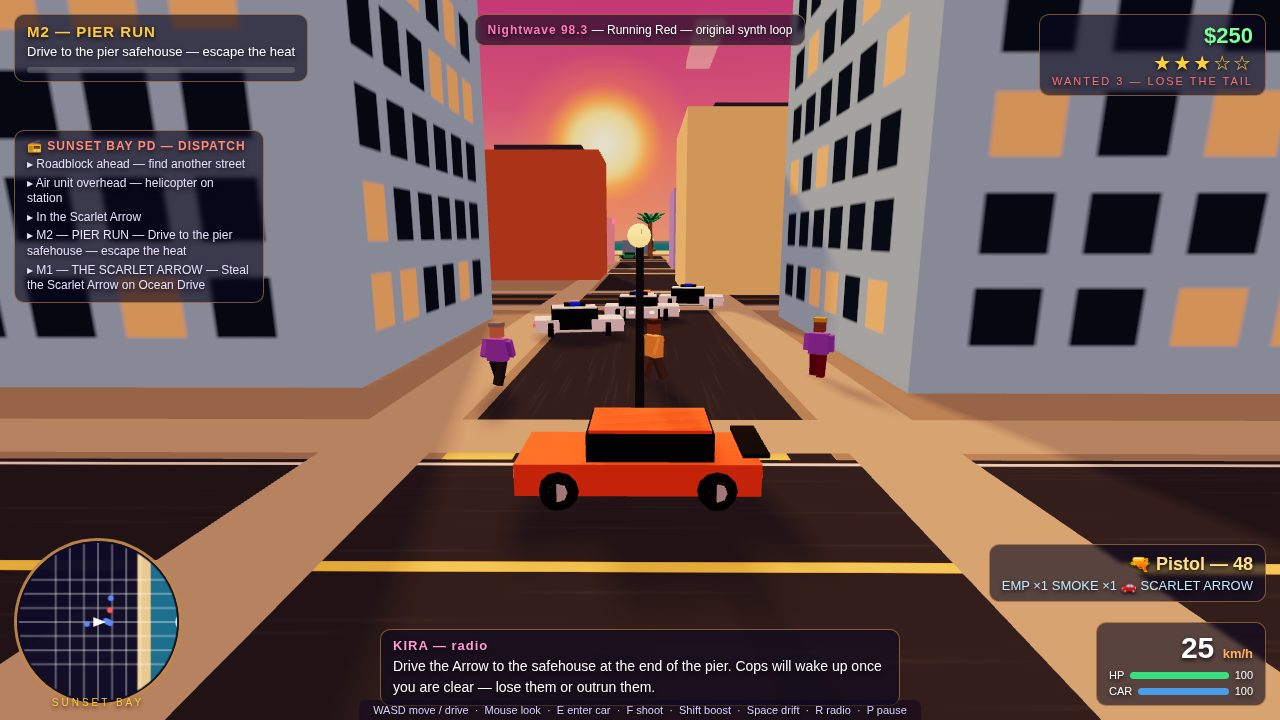 M2 — PIER RUN
Drive to the pier safehouse — escape the heat
Nightwave 98.3 — Running Red — original synth loop
$250
★★★☆☆
WANTED 3 — LOSE THE TAIL
SUNSET BAY PD — DISPATCH
▸ Roadblock ahead — find another street
▸ Air unit overhead — helicopter on
station
▸ In the Scarlet Arrow
▸ M2 — PIER RUN — Drive to the pier
safehouse — escape the heat
▸ M1 — THE SCARLET ARROW — Steal
the Scarlet Arrow on Ocean Drive
Pistol — 48
EMP ×1 SMOKE ×1 🚗 SCARLET ARROW
25 km/h
HP 100
CAR 100
SUNSET BAY
KIRA — radio
Drive the Arrow to the safehouse at the end of the pier. Cops will wake up once
you are clear — lose them or outrun them.
WASD move / drive · Mouse look · E enter car · F shoot · Shift boost · Space drift · R radio · P pause